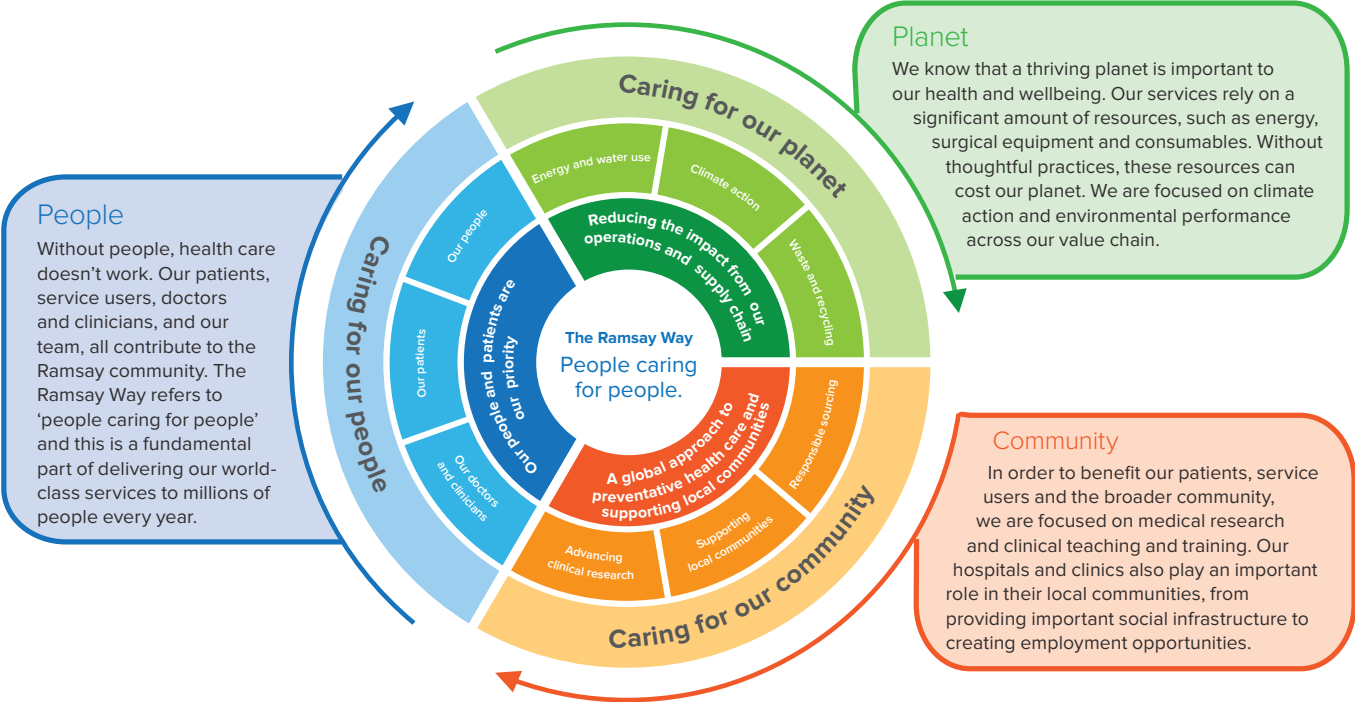 Planet
We know that a thriving planet is important to
our health and wellbeing. Our services rely on a
significant amount of resources, such as energy,
surgical equipment and consumables. Without
thoughtful practices, these resources can
cost our planet. We are focused on climate
action and environmental performance
across our value chain.
People
Without people, health care
doesn’t work. Our patients,
service users, doctors
and clinicians, and our
team, all contribute to the
Ramsay community. The
Ramsay Way refers to
‘people caring for people’
and this is a fundamental
part of delivering our world-
class services to millions of
people every year.
Caring for our planet
Energy and water use
Climate action
Waste and recycling
Reducing the impact from our
operations and supply chain
Caring for our people
Our people
Our patients
Our doctors
and clinicians
Our people and patients are
our priority
The Ramsay Way
People caring
for people.
A global approach to
preventative health care and
supporting local communities
Responsible sourcing
Supporting
local communities
Advancing
clinical research
Caring for our community
Community
In order to benefit our patients, service
users and the broader community,
we are focused on medical research
and clinical teaching and training. Our
hospitals and clinics also play an important
role in their local communities, from
providing important social infrastructure to
creating employment opportunities.